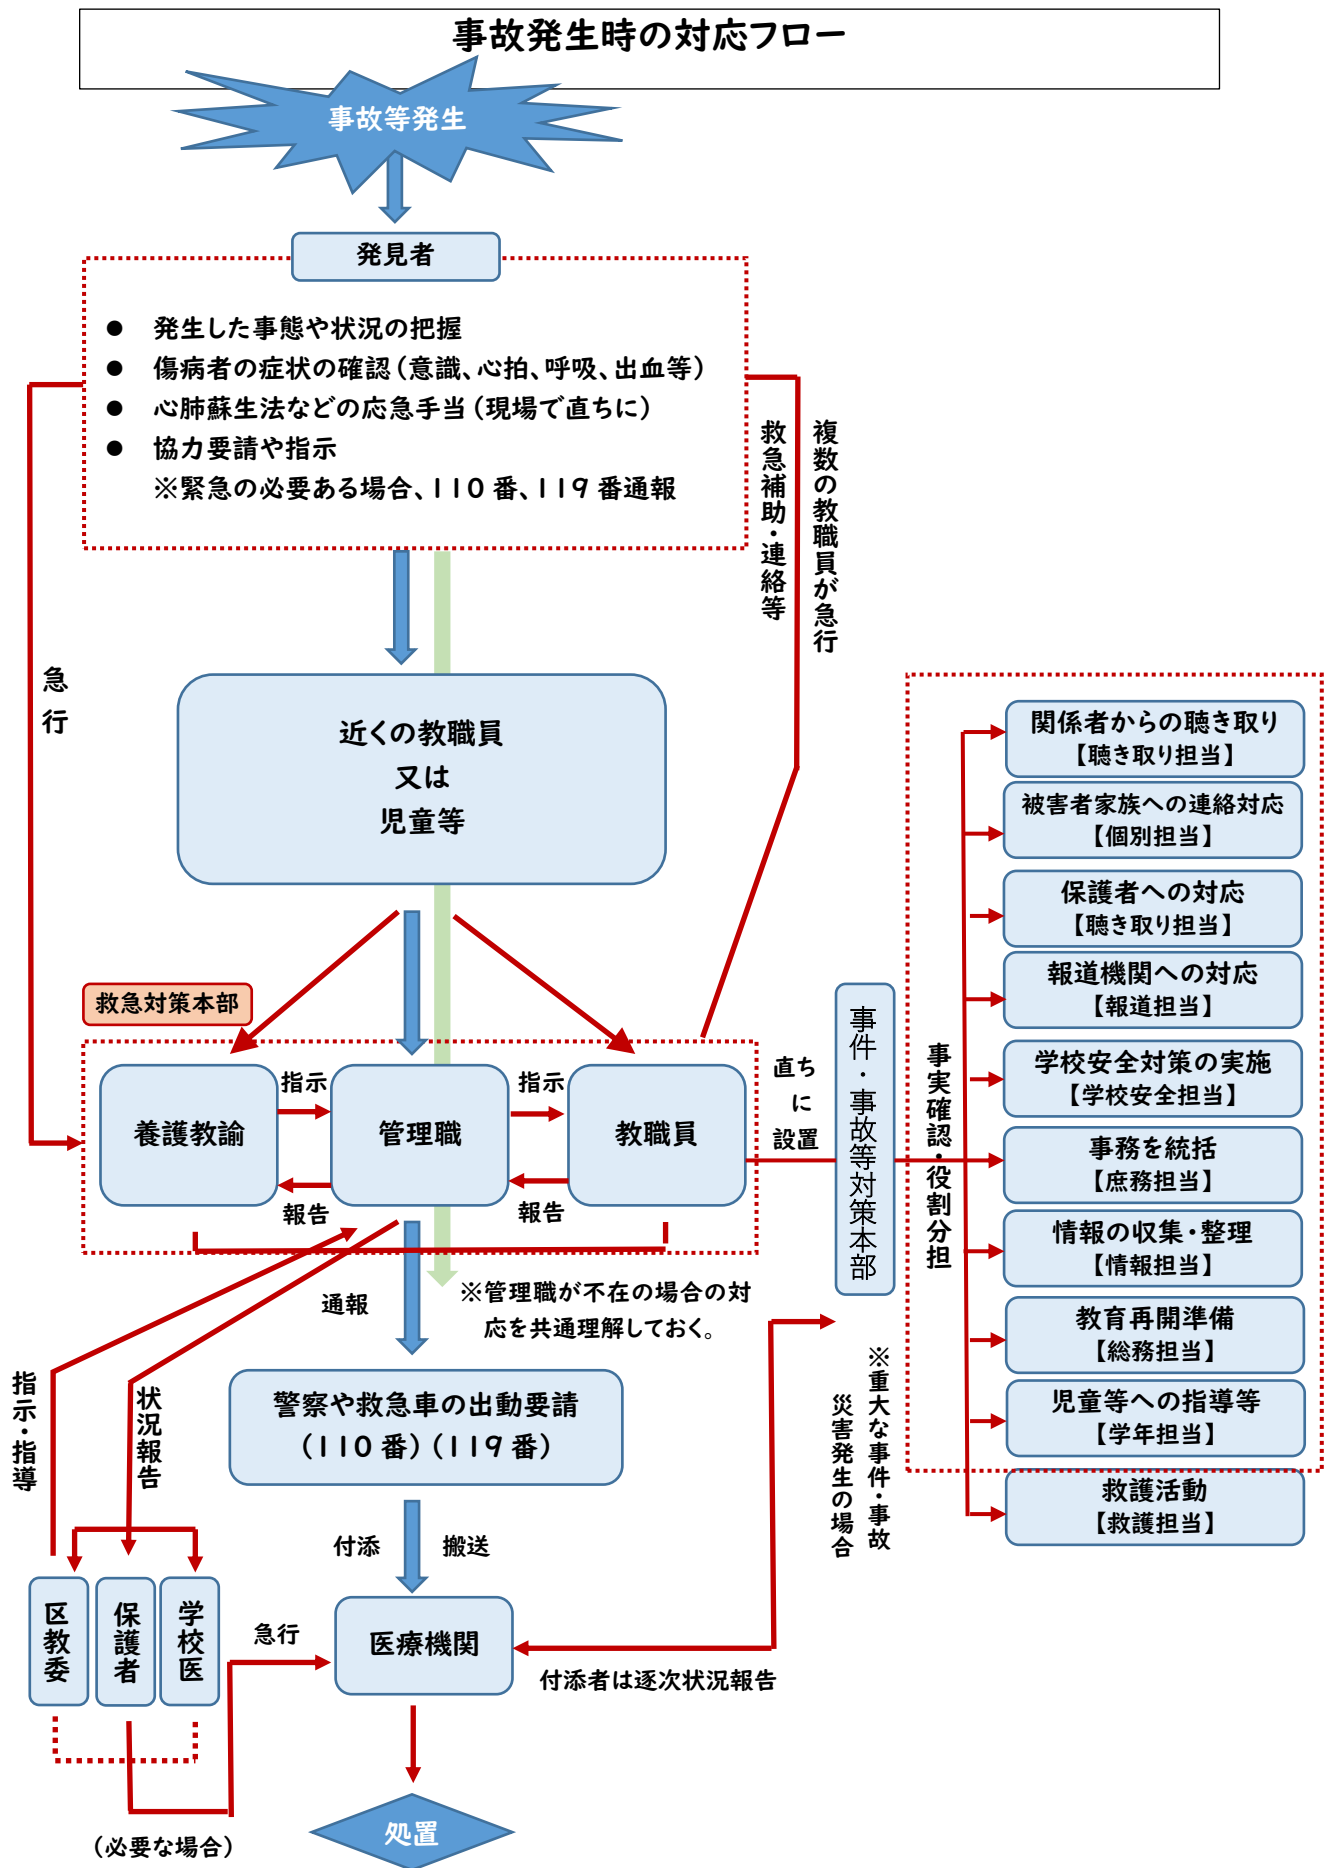 事故発生時の対応フロー
事故等発生
発見者
● 発生した事態や状況の把握
● 傷病者の症状の確認（意識、心拍、呼吸、出血等）
● 心肺蘇生法などの応急手当（現場で直ちに）
● 協力要請や指示
※緊急の必要ある場合、110番、119番通報
複数の教職員が急行
救急補助・連絡等
急行
近くの教職員
又は
児童等
救急対策本部
養護教諭
指示
報告
管理職
指示
報告
教職員
直ち
に
設置
事件・事故等対策本部
事実確認・役割分担
関係者からの聴き取り
【聴き取り担当】
被害者家族への連絡対応
【個別担当】
保護者への対応
【聴き取り担当】
報道機関への対応
【報道担当】
学校安全対策の実施
【学校安全担当】
事務を統括
【庶務担当】
情報の収集・整理
【情報担当】
教育再開準備
【総務担当】
児童等への指導等
【学年担当】
救護活動
【救護担当】
通報
※管理職が不在の場合の対
応を共通理解しておく。
※重大な事件・事故
災害発生の場合
警察や救急車の出動要請
（110番）（119番）
指示・指導
状況報告
付添
搬送
区教委
保護者
学校医
急行
医療機関
付添者は逐次状況報告
（必要な場合）
処置